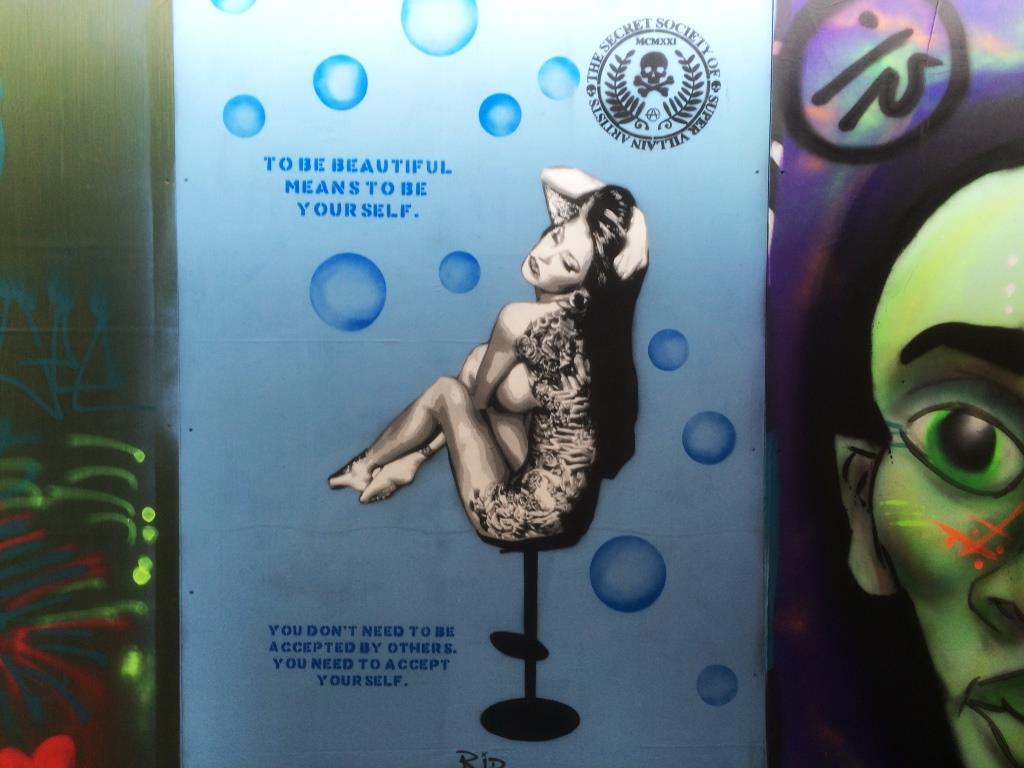 THE SECRET SOCIETY OF SUPER VILLAIN ARTISTS
MCMXXI
TO BE BEAUTIFUL
MEANS TO BE
YOURSELF.
YOU DON'T NEED TO BE
ACCEPTED BY OTHERS.
YOU NEED TO ACCEPT
YOURSELF.